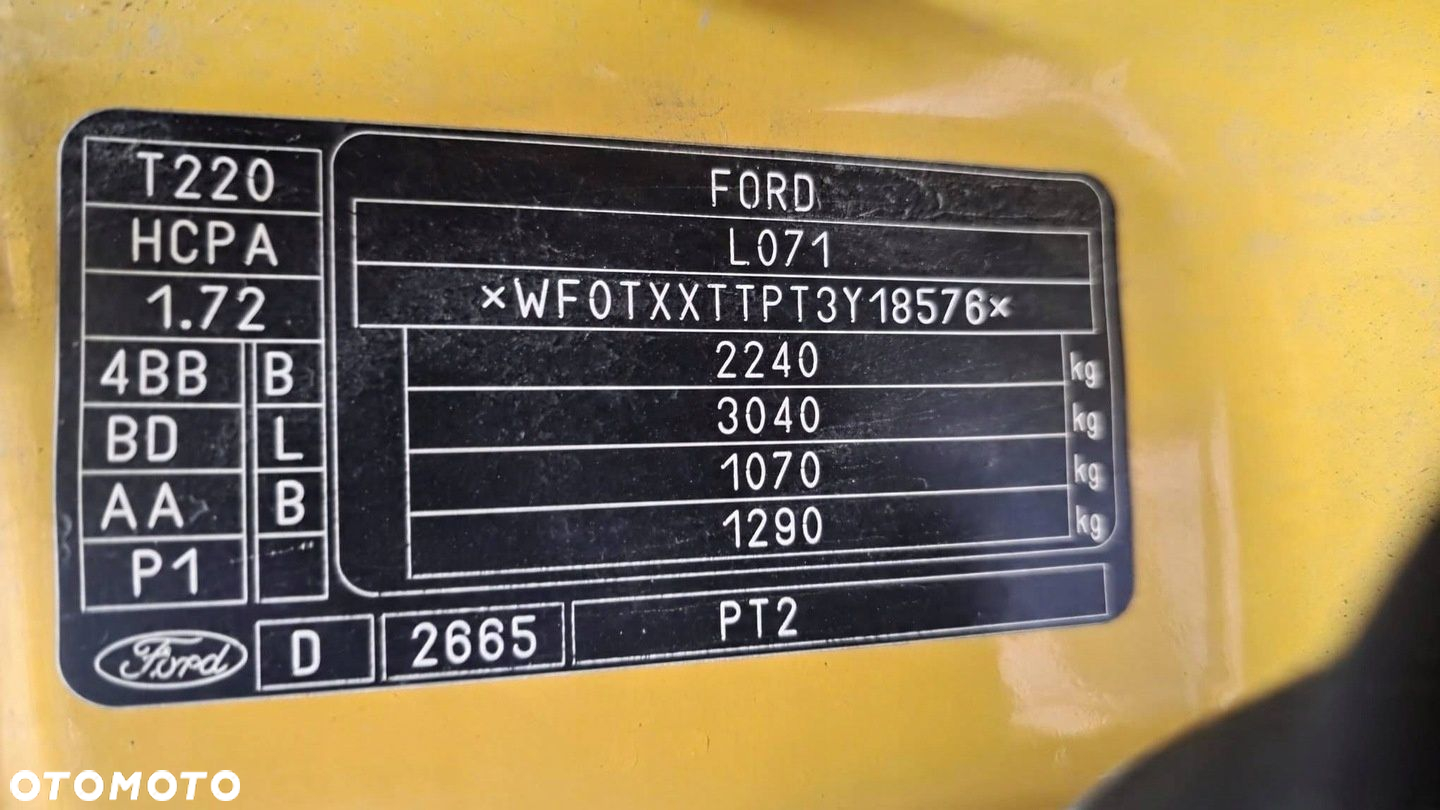 T220
HCPA
1.72
4BB B
BD L
AA B
P1
FORD
L071
*WF0TXXTTPT3Y18576*
2240 kg
3040 kg
1070 kg
1290 kg
Ford D 2665 PT2
OTOMOTO